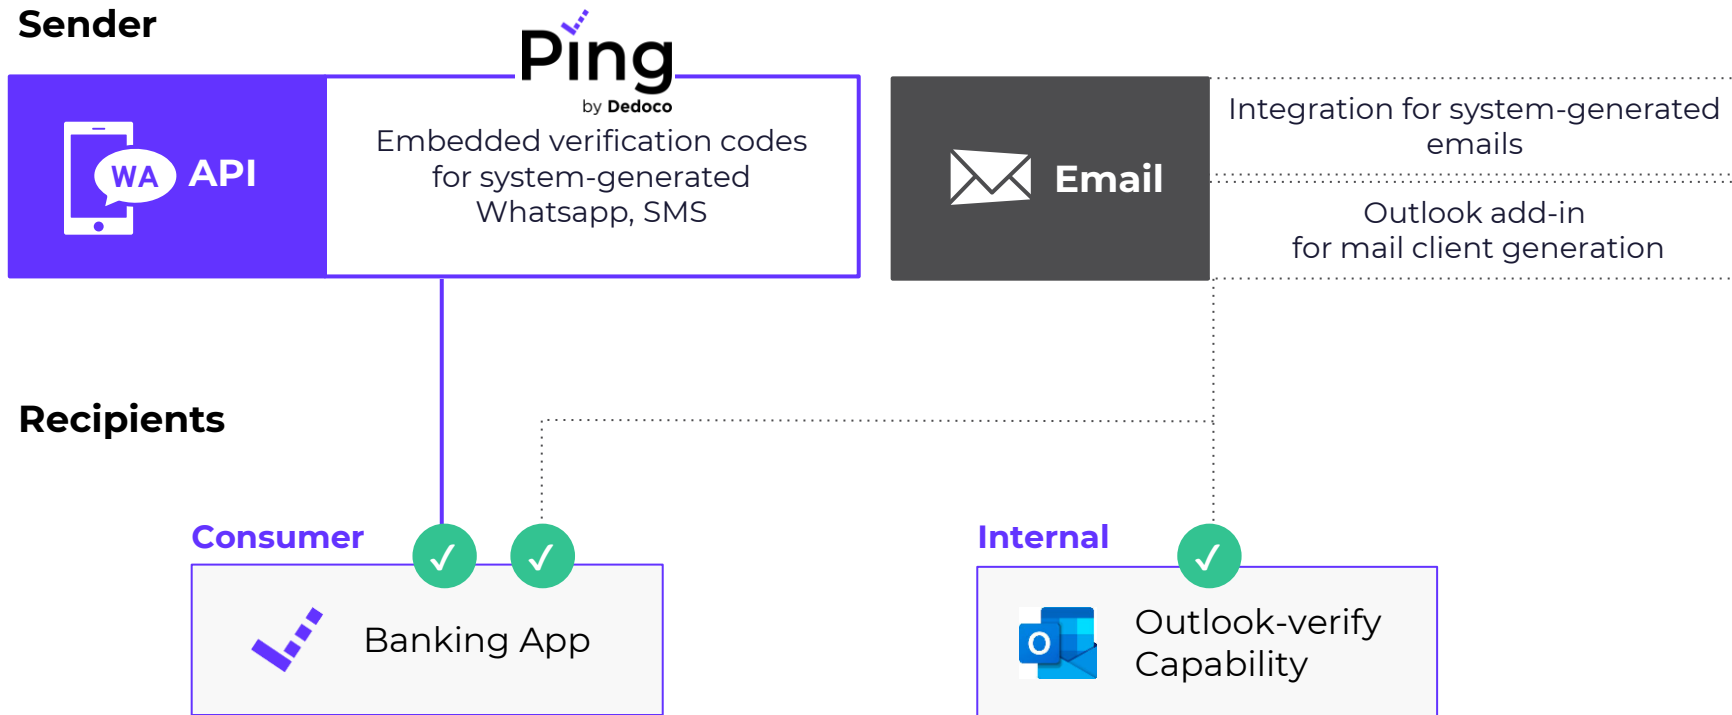 Sender
Ping
by Dedoco
WA
API
Embedded verification codes
for system-generated
Whatsapp, SMS
Email
Integration for system-generated
emails
Outlook add-in
for mail client generation
Recipients
Consumer
Banking App
Internal
O
Outlook-verify
Capability